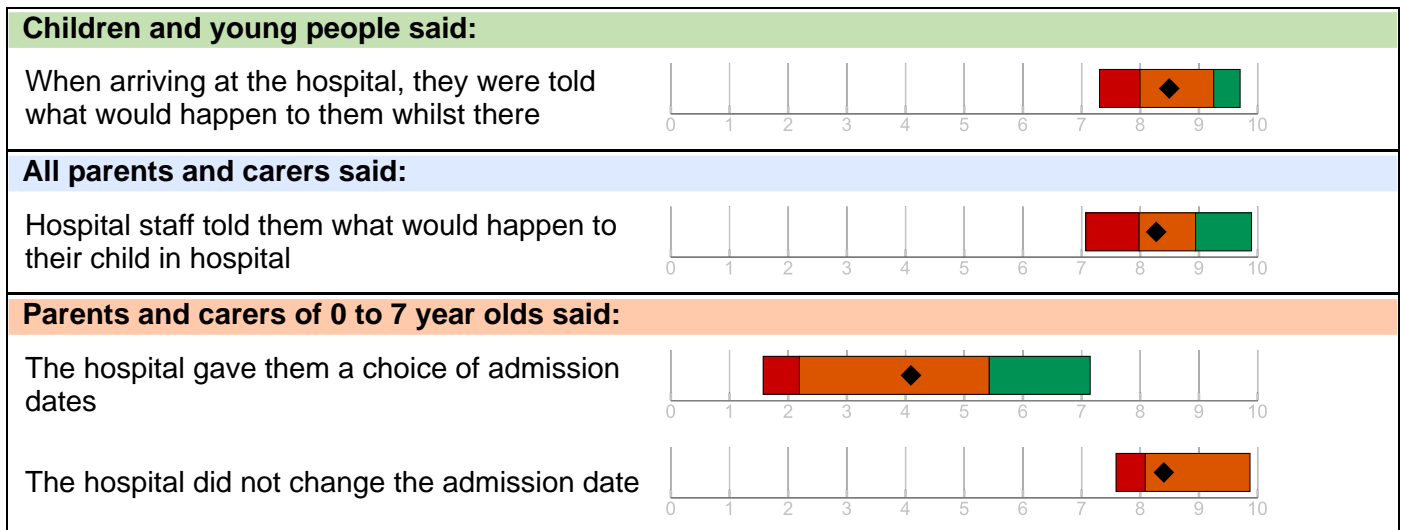 Children and young people said:
When arriving at the hospital, they were told
what would happen to them whilst there
0 1 2 3 4 5 6 7 8 9 10
All parents and carers said:
Hospital staff told them what would happen to
their child in hospital
0 1 2 3 4 5 6 7 8 9 10
Parents and carers of 0 to 7 year olds said:
The hospital gave them a choice of admission
dates
0 1 2 3 4 5 6 7 8 9 10
The hospital did not change the admission date
0 1 2 3 4 5 6 7 8 9 10